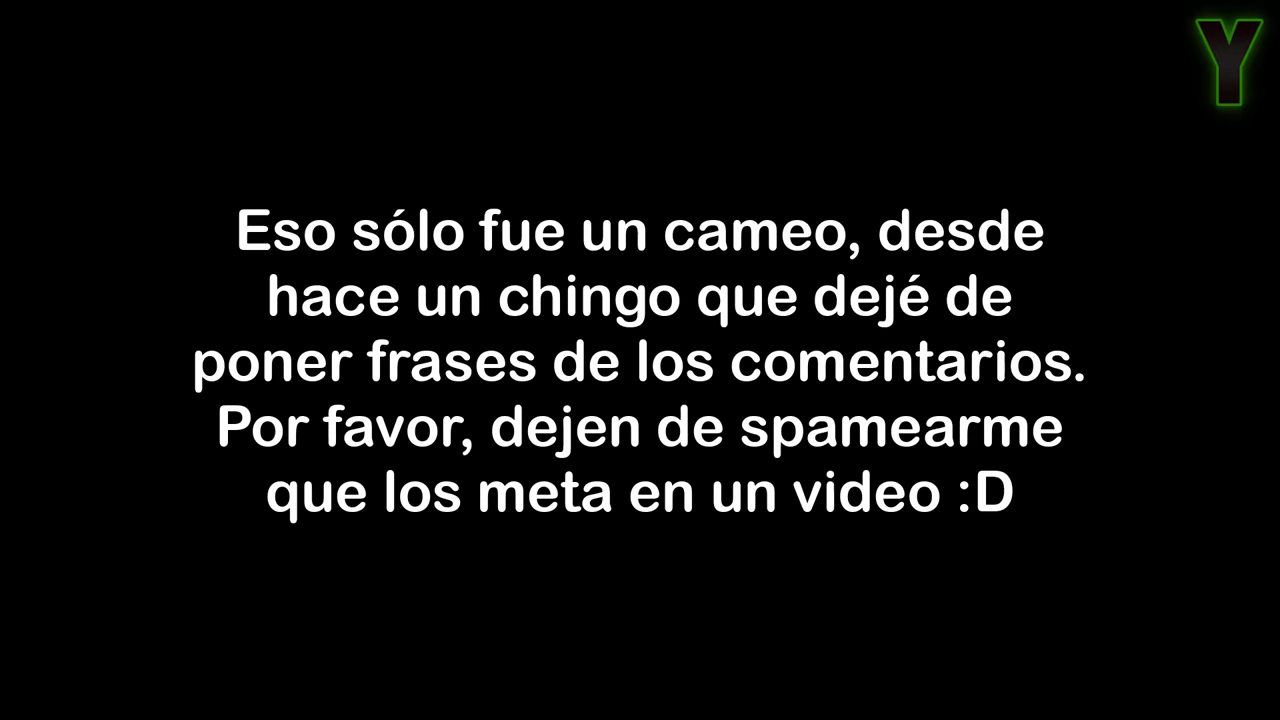 Y
Eso sólo fue un cameo, desde
hace un chingo que dejé de
poner frases de los comentarios.
Por favor, dejen de spamearme
que los meta en un video :D